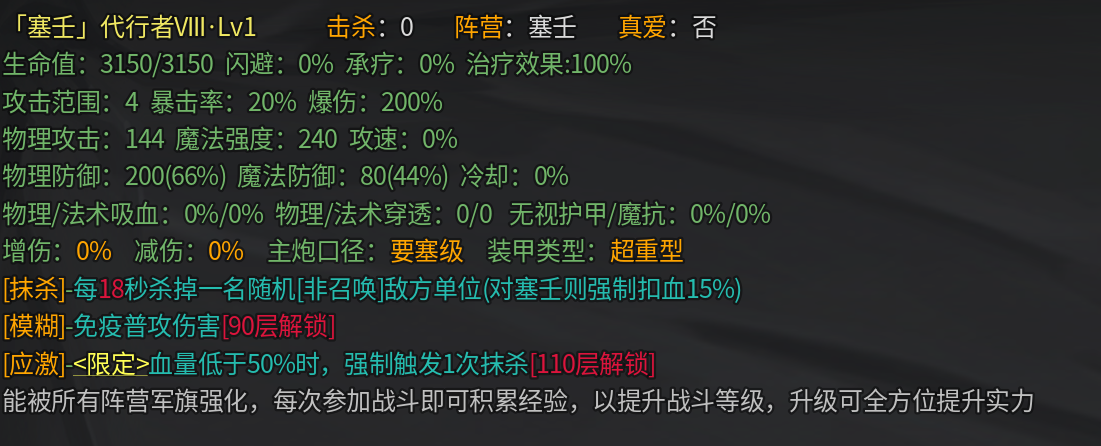 「塞壬」代行者Ⅷ·Lv1 击杀：0 阵营：塞壬 真爱：否
生命值：3150/3150 闪避：0% 承疗：0% 治疗效果:100%
攻击范围：4 暴击率：20% 爆伤：200%
物理攻击：144 魔法强度：240 攻速：0%
物理防御：200(66%) 魔法防御：80(44%) 冷却：0%
物理/法术吸血：0%/0% 物理/法术穿透：0/0 无视护甲/魔抗：0%/0%
增伤：0% 减伤：0% 主炮口径：要塞级 装甲类型：超重型
[抹杀]-每18秒杀掉一名随机[非召唤]敌方单位(对塞壬则强制扣血15%)
[模糊]-免疫普攻伤害[90层解锁]
[应激]-<限定>血量低于50%时，强制触发1次抹杀[110层解锁]
能被所有阵营军旗强化，每次参加战斗即可积累经验，以提升战斗等级，升级可全方位提升实力